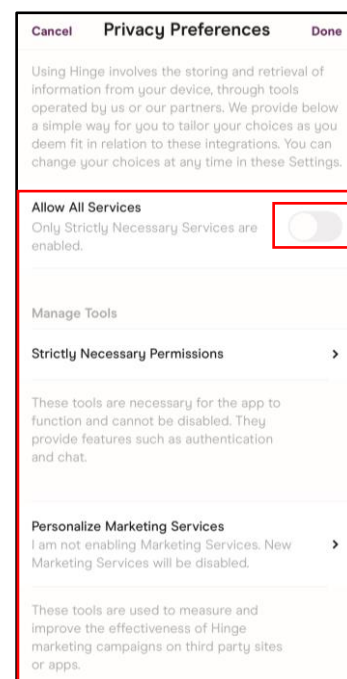 Cancel Privacy Preferences Done
Using Hinge involves the storing and retrieval of
information from your device, through tools
operated by us or our partners. We provide below
a simple way for you to tailor your choices as you
deem fit in relation to these integrations. You can
change your choices at any time in these Settings.
Allow All Services
Only Strictly Necessary Services are
enabled.
Manage Tools
Strictly Necessary Permissions
These tools are necessary for the app to
function and cannot be disabled. They
provide features such as authentication
and chat.
Personalize Marketing Services
I am not enabling Marketing Services. New
Marketing Services will be disabled.
These tools are used to measure and
improve the effectiveness of Hinge
marketing campaigns on third party sites
or apps.